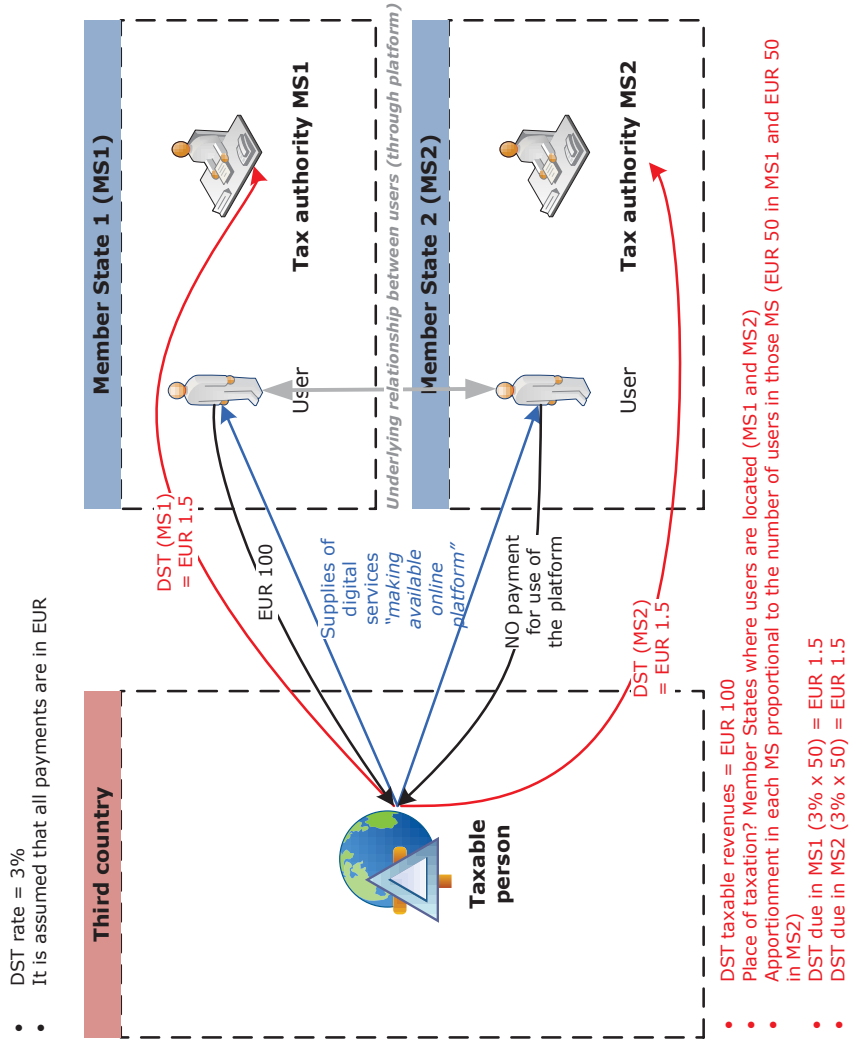 • DST rate = 3%
• It is assumed that all payments are in EUR
Third country
Taxable
person
Member State 1 (MS1)
User
Tax authority MS1
Underlying relationship between users (through platform)
Member State 2 (MS2)
User
Tax authority MS2
DST (MS1)
= EUR 1.5
EUR 100
Supplies of
digital
services
"making
available
online
platform"
NO payment
for use of
the platform
DST (MS2)
= EUR 1.5
• DST taxable revenues = EUR 100
• Place of taxation? Member States where users are located (MS1 and MS2)
• Apportionment in each MS proportional to the number of users in those MS (EUR 50 in MS1 and EUR 50
in MS2)
• DST due in MS1 (3% x 50) = EUR 1.5
• DST due in MS2 (3% x 50) = EUR 1.5